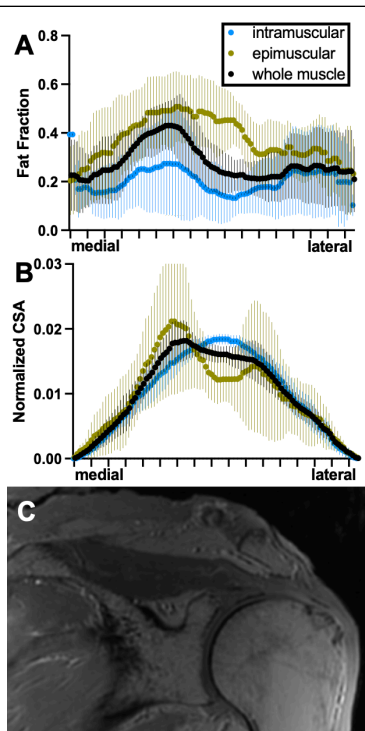 A
intramuscular
epimuscular
whole muscle
Fat Fraction
0.8
0.6
0.4
0.2
0.0
medial lateral
B
Normalized CSA
0.03
0.02
0.01
0.00
medial lateral
C